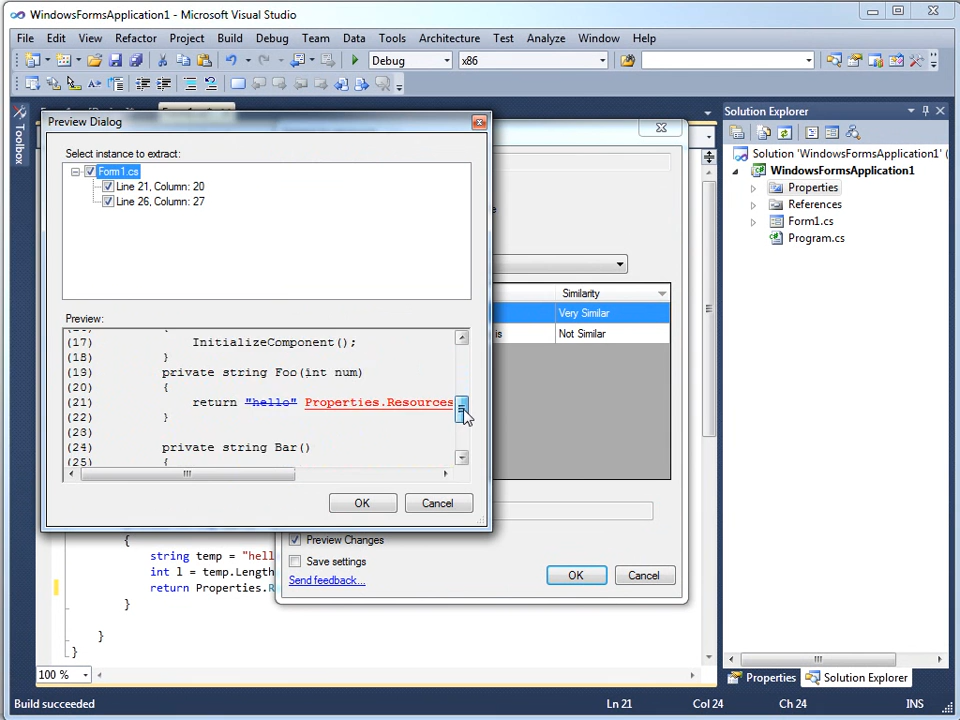 WindowsFormsApplication1 - Microsoft Visual Studio
File Edit View Refactor Project Build Debug Team Data Tools Architecture Test Analyze Window Help
Debug x86
Toolbox
Preview Dialog
Select instance to extract:
Form1.cs
Line 21, Column: 20
Line 26, Column: 27
Preview:
(17) InitializeComponent();
(18) }
(19) private string Foo(int num)
(20) {
(21) return "hello" Properties.Resources
(22) }
(23)
(24) private string Bar()
(25) {
OK Cancel
Similarity
Very Similar
is Not Similar
Preview Changes
Save settings
Send feedback...
OK Cancel
{
string temp = "hell
int l = temp.Length
return Properties.R
}
}
}
100 %
Solution Explorer
Solution 'WindowsFormsApplication1' (
WindowsFormsApplication1
Properties
References
Form1.cs
Program.cs
Properties Solution Explorer
Build succeeded Ln 21 Col 24 Ch 24 INS